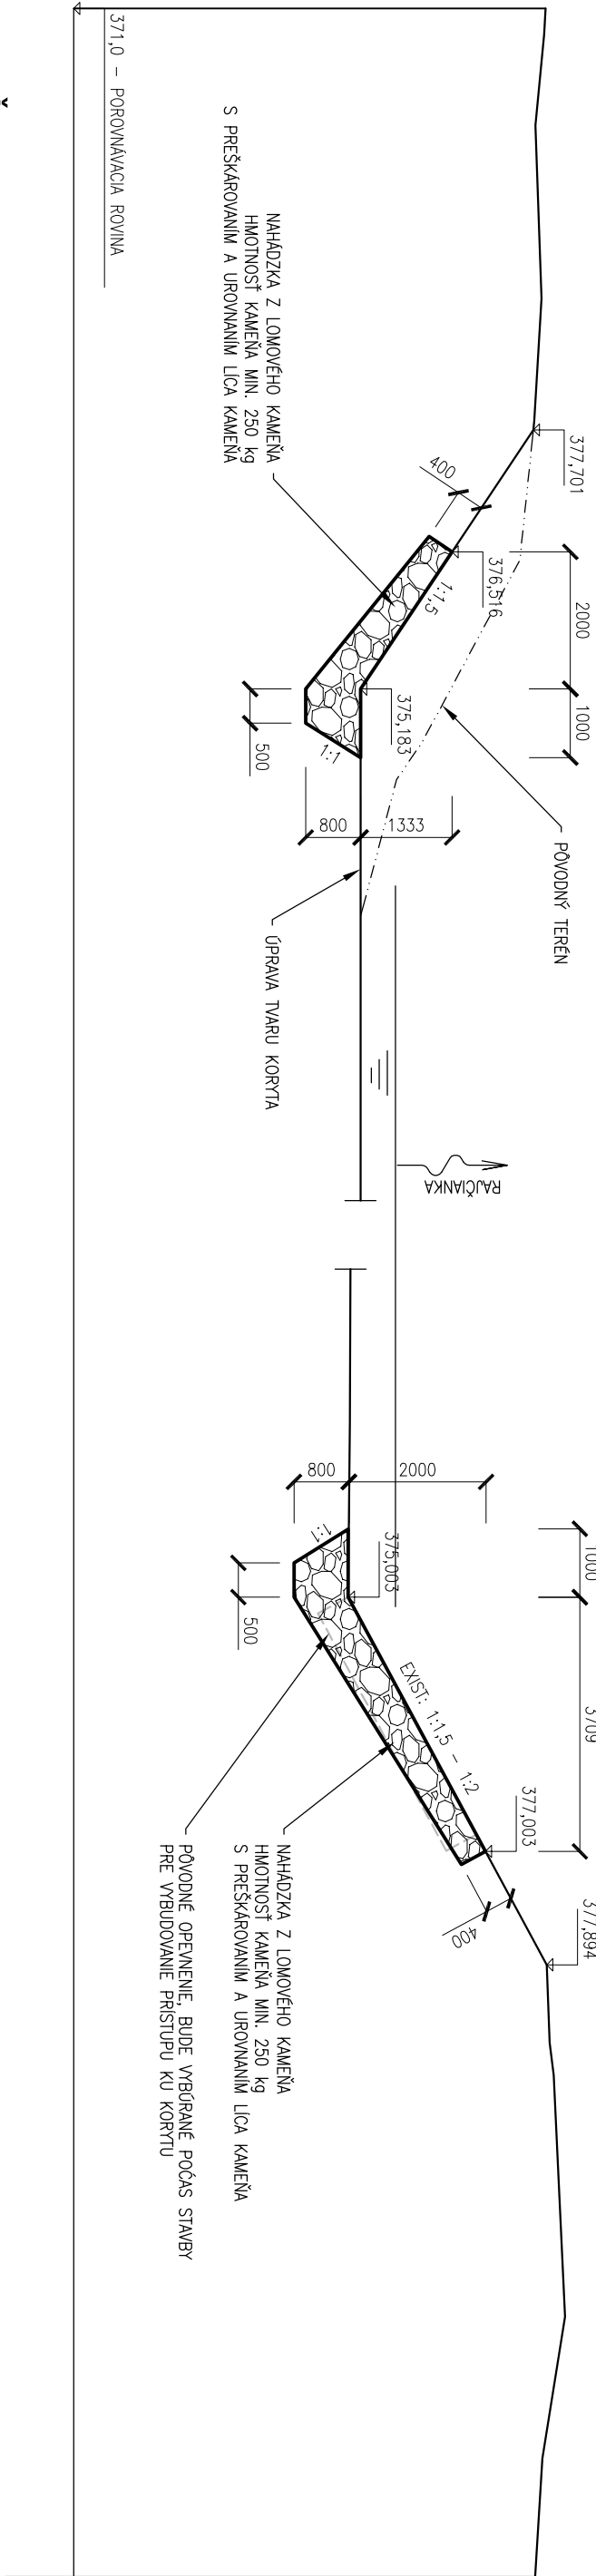 371,0 - POROVNÁVACIA ROVINA
NAHÁDZKA Z LOMOVÉHO KAMEŇA
HMOTNOSŤ KAMEŇA MIN. 250 kg
S PREŠKÁROVANÍM A UROVNANÍM LÍCA KAMEŇA
377,701
400
376,516
2000
1000
1:1,5
375,183
500
1:1
800
1333
PÔVODNÝ TERÉN
ÚPRAVA TVARU KORYTA
RAJČIANKA
800
2000
1000
3709
1:1
375,003
500
EXIST: 1:1,5 - 1:2
377,003
400
377,894
NAHÁDZKA Z LOMOVÉHO KAMEŇA
HMOTNOSŤ KAMEŇA MIN. 250 kg
S PREŠKÁROVANÍM A UROVNANÍM LÍCA KAMEŇA
PÔVODNÉ OPEVNENIE, BUDE VYBÚRANÉ POČAS STAVBY
PRE VYBUDOVANIE PRÍSTUPU KU KORYTU